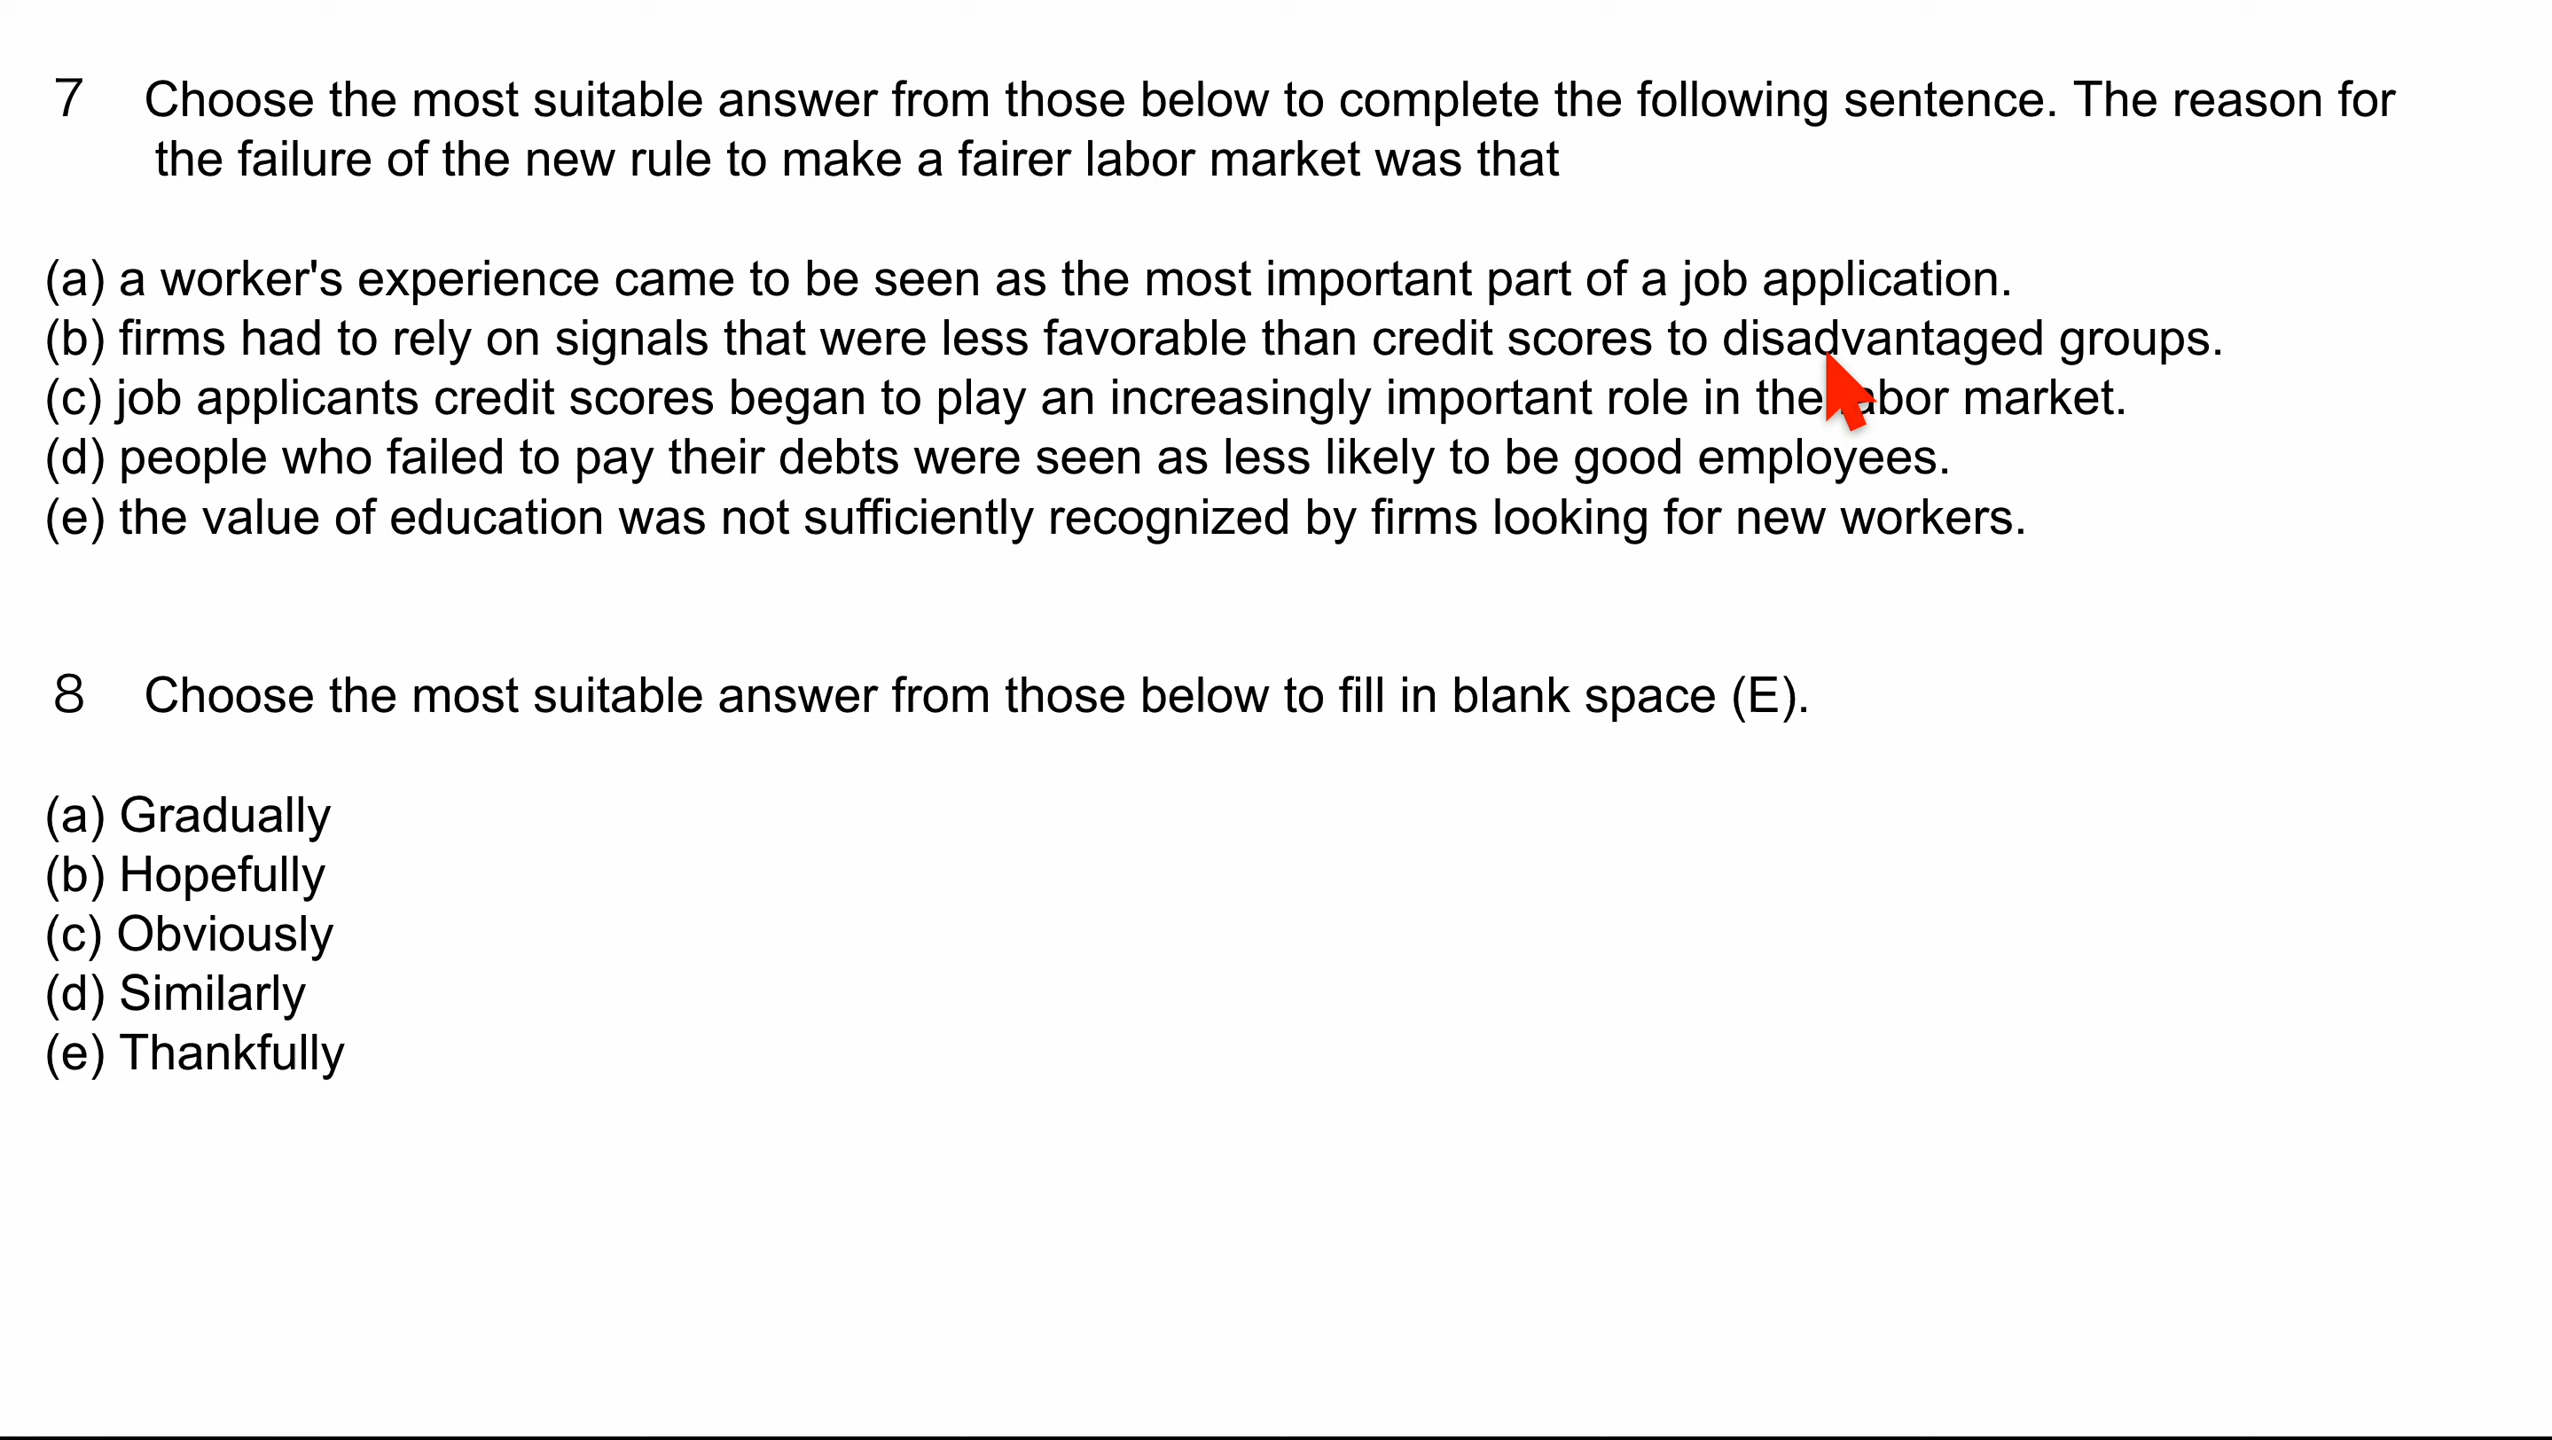 7 Choose the most suitable answer from those below to complete the following sentence. The reason for
the failure of the new rule to make a fairer labor market was that
(a) a worker's experience came to be seen as the most important part of a job application.
(b) firms had to rely on signals that were less favorable than credit scores to disadvantaged groups.
(c) job applicants credit scores began to play an increasingly important role in the labor market.
(d) people who failed to pay their debts were seen as less likely to be good employees.
(e) the value of education was not sufficiently recognized by firms looking for new workers.
8 Choose the most suitable answer from those below to fill in blank space (E).
(a) Gradually
(b) Hopefully
(c) Obviously
(d) Similarly
(e) Thankfully